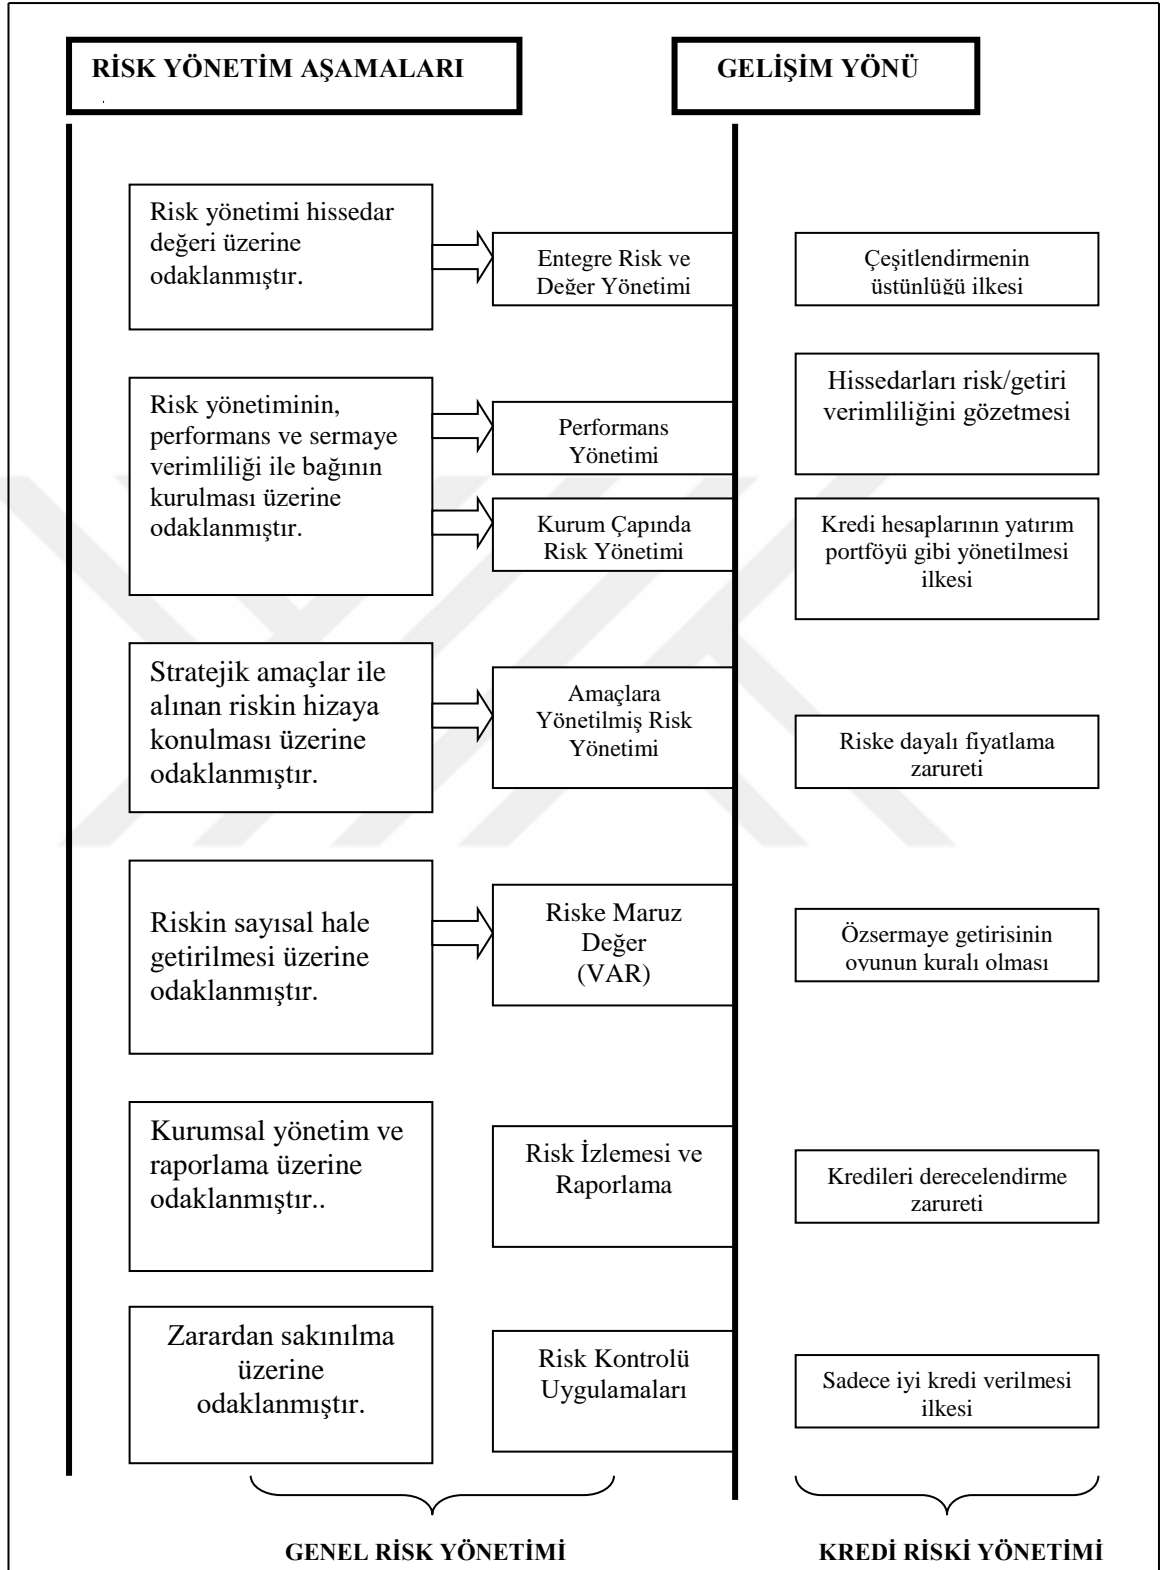 RİSK YÖNETİM AŞAMALARI
GELİŞİM YÖNÜ
Risk yönetimi hissedar
değeri üzerine
odaklanmıştır.
Entegre Risk ve
Değer Yönetimi
Çeşitlendirmenin
üstünlüğü ilkesi
Risk yönetiminin,
performans ve sermaye
verimliliği ile bağının
kurulması üzerine
odaklanmıştır.
Performans
Yönetimi
Hissedarları risk/getiri
verimliliğini gözetmesi
Kurum Çapında
Risk Yönetimi
Kredi hesaplarının yatırım
portföyü gibi yönetilmesi
ilkesi
Stratejik amaçlar ile
alınan riskin hizaya
konulması üzerine
odaklanmıştır.
Amaçlara
Yönetilmiş Risk
Yönetimi
Riske dayalı fiyatlama
zarureti
Riskin sayısal hale
getirilmesi üzerine
odaklanmıştır.
Riske Maruz
Değer
(VAR)
Özsermaye getirisinin
oyunun kuralı olması
Kurumsal yönetim ve
raporlama üzerine
odaklanmıştır..
Risk İzlemesi ve
Raporlama
Kredileri derecelendirme
zarureti
Zarardan sakınılma
üzerine
odaklanmıştır.
Risk Kontrolü
Uygulamaları
Sadece iyi kredi verilmesi
ilkesi
GENEL RİSK YÖNETİMİ
KREDİ RİSKİ YÖNETİMİ